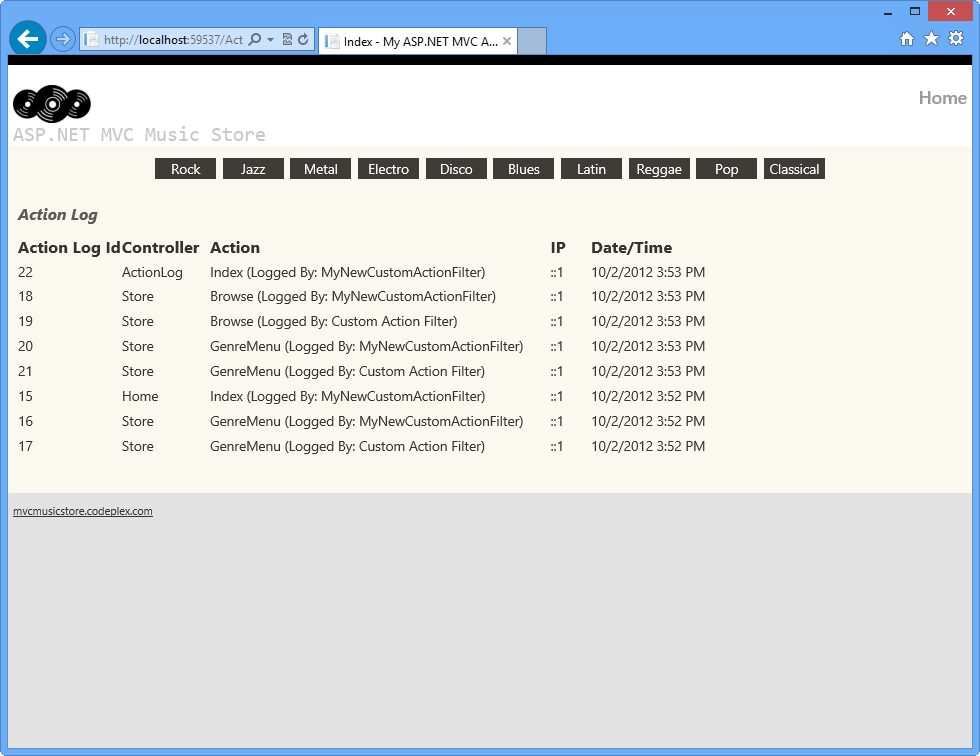 http://localhost:59537/Act
Index - My ASP.NET MVC A...
Home
ASP.NET MVC Music Store
Rock Jazz Metal Electro Disco Blues Latin Reggae Pop Classical
Action Log
Action Log Id Controller Action IP Date/Time
22 ActionLog Index (Logged By: MyNewCustomActionFilter) ::1 10/2/2012 3:53 PM
18 Store Browse (Logged By: MyNewCustomActionFilter) ::1 10/2/2012 3:53 PM
19 Store Browse (Logged By: Custom Action Filter) ::1 10/2/2012 3:53 PM
20 Store GenreMenu (Logged By: MyNewCustomActionFilter) ::1 10/2/2012 3:53 PM
21 Store GenreMenu (Logged By: Custom Action Filter) ::1 10/2/2012 3:53 PM
15 Home Index (Logged By: MyNewCustomActionFilter) ::1 10/2/2012 3:52 PM
16 Store GenreMenu (Logged By: MyNewCustomActionFilter) ::1 10/2/2012 3:52 PM
17 Store GenreMenu (Logged By: Custom Action Filter) ::1 10/2/2012 3:52 PM
mvcmusicstore.codeplex.com